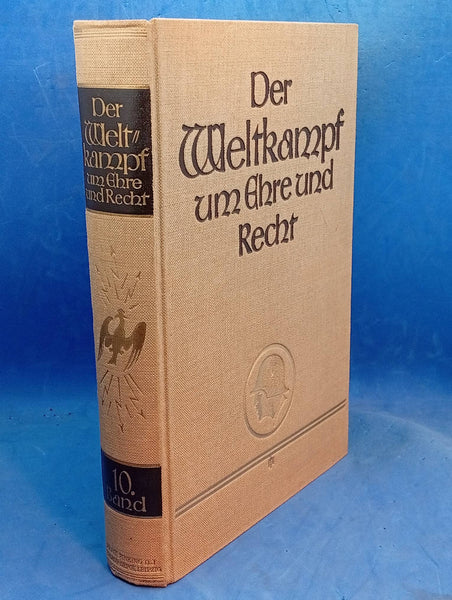 Der
Welt=
kampf
um Ehre
und Recht
10.
Band
Der
Weltkampf
um Ehre und
Recht